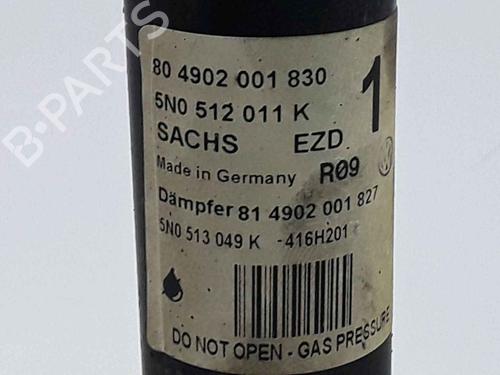 B-PARTS
80 4902 001 830
5N0 512 011 K
1
SACHS EZD
Made in Germany R09
Dämpfer 81 4902 001 827
5N0 513 049 K -416H201
DO NOT OPEN - GAS PRESSURE